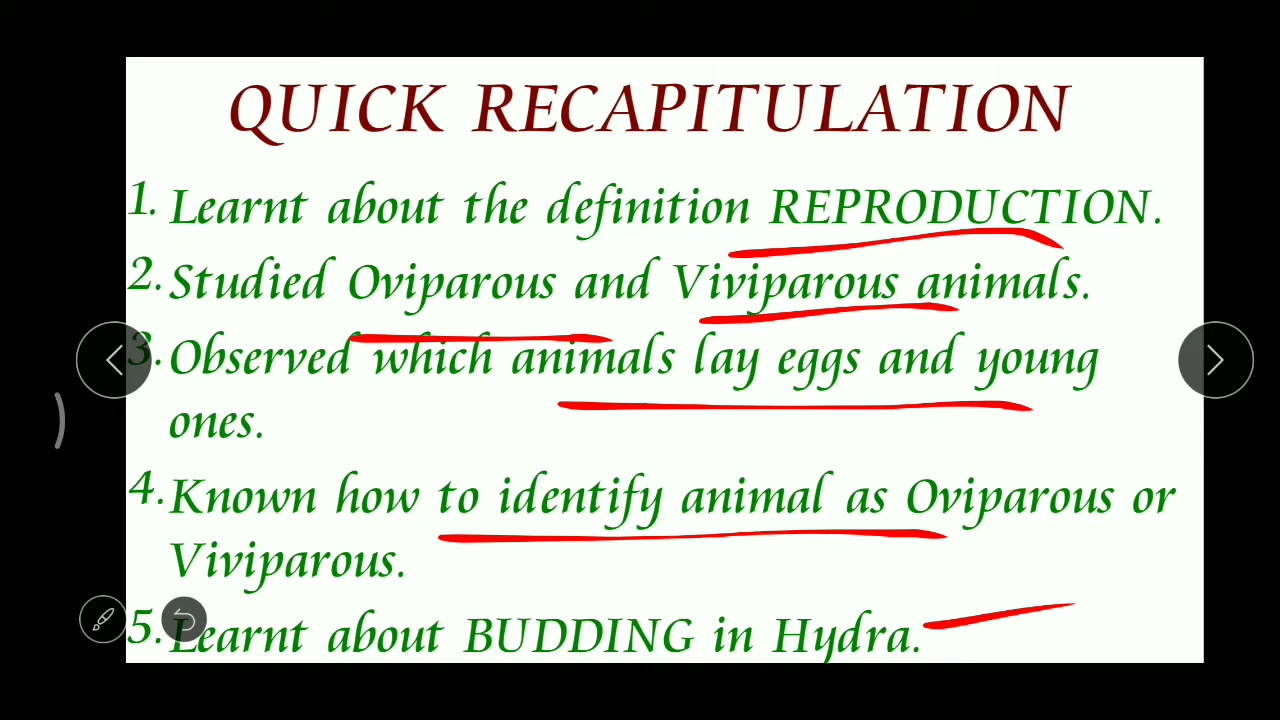 QUICK RECAPITULATION
1. Learnt about the definition REPRODUCTION.
2. Studied Oviparous and Viviparous animals.
3. Observed which animals lay eggs and young
ones.
4. Known how to identify animal as Oviparous or
Viviparous.
5. Learnt about BUDDING in Hydra.